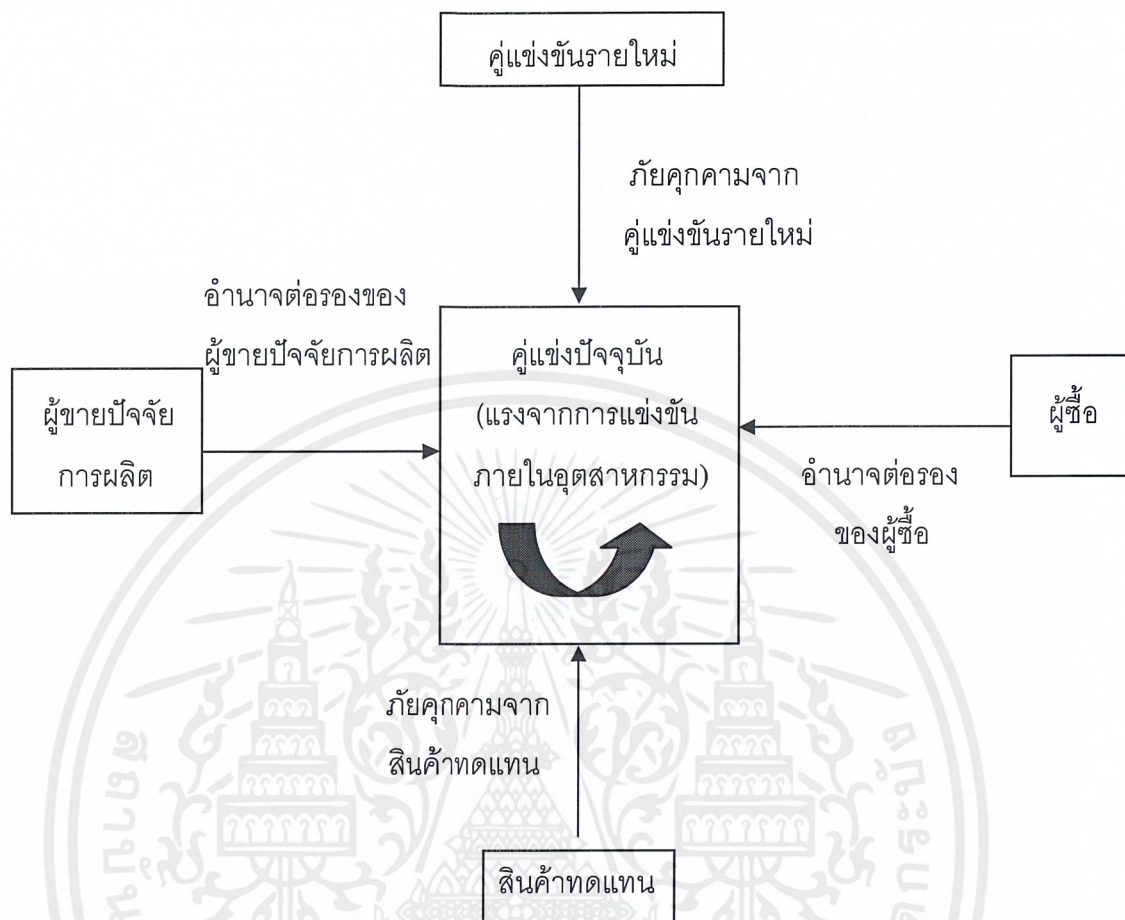 คู่แข่งขันรายใหม่
ภัยคุกคามจาก
คู่แข่งขันรายใหม่
อำนาจต่อรองของ
ผู้ขายปัจจัยการผลิต
ผู้ขายปัจจัย
การผลิต
คู่แข่งปัจจุบัน
(แรงจากการแข่งขัน
ภายในอุตสาหกรรม)
ผู้ซื้อ
อำนาจต่อรอง
ของผู้ซื้อ
ภัยคุกคามจาก
สินค้าทดแทน
สินค้าทดแทน